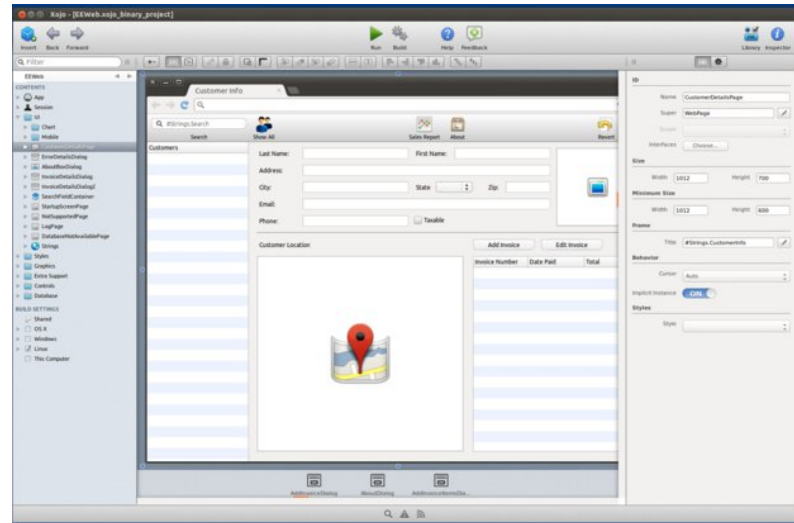 Xojo - [EEWeb.xojo_binary_project]
Insert Back Forward Run Build Help Feedback Library Inspector
Filter
EEWeb
CONTENTS
App
Session
UI
Chart
Mobile
CustomerDetailsPage
ErrorDetailsDialog
AboutBoxDialog
InvoiceDetailsDialog
InvoiceDetailsDialog2
SearchFieldContainer
StartupScreenPage
NotSupportedPage
LogPage
DatabaseNotAvailablePage
Strings
Styles
Graphics
Extra Support
Controls
Database
BUILD SETTINGS
Shared
OS X
Windows
Linux
This Computer
Customer Info
#Strings.Search
Search Show All Sales Report About Revert
Customers
Last Name: First Name:
Address:
City: State Zip:
Email:
Phone: Taxable
Customer Location Add Invoice Edit Invoice
Invoice Number Date Paid Total
AddInvoiceDialog AboutDialog AddInvoiceItemsDia...
ID
Name CustomerDetailsPage
Super WebPage
Scope
Interfaces Choose...
Size
Width 1012 Height 700
Minimum Size
Width 1012 Height 600
Frame
Title #Strings.CustomerInfo
Behavior
Cursor Auto
Implicit Instance ON
Styles
Style